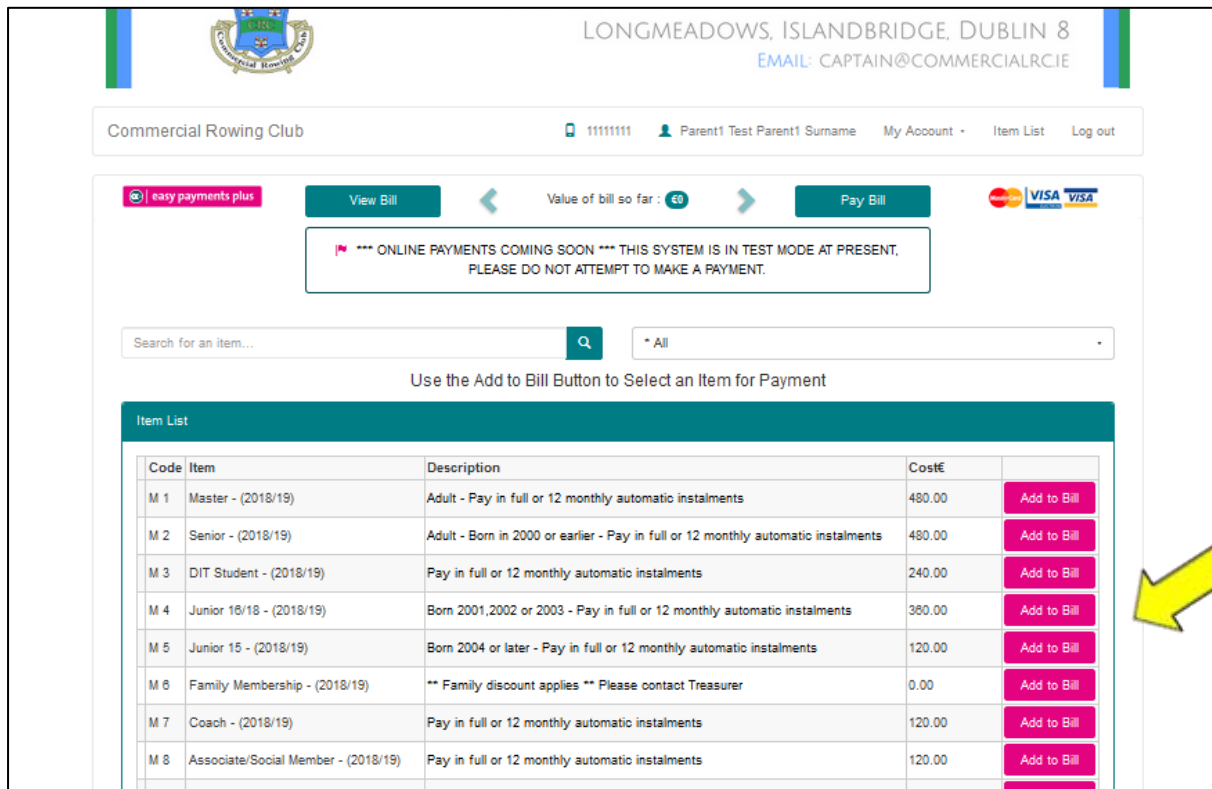 CRC
Commercial Rowing Club
LONGMEADOWS, ISLANDBRIDGE, DUBLIN 8
EMAIL: CAPTAIN@COMMERCIALRC.IE
Commercial Rowing Club 11111111 Parent1 Test Parent1 Surname My Account Item List Log out
easy payments plus View Bill Value of bill so far : €0 Pay Bill MasterCard VISA VISA
*** ONLINE PAYMENTS COMING SOON *** THIS SYSTEM IS IN TEST MODE AT PRESENT,
PLEASE DO NOT ATTEMPT TO MAKE A PAYMENT.
Search for an item... * All
Use the Add to Bill Button to Select an Item for Payment
Item List
Code Item Description Cost€
M 1 Master - (2018/19) Adult - Pay in full or 12 monthly automatic instalments 480.00 Add to Bill
M 2 Senior - (2018/19) Adult - Born in 2000 or earlier - Pay in full or 12 monthly automatic instalments 480.00 Add to Bill
M 3 DIT Student - (2018/19) Pay in full or 12 monthly automatic instalments 240.00 Add to Bill
M 4 Junior 16/18 - (2018/19) Born 2001,2002 or 2003 - Pay in full or 12 monthly automatic instalments 360.00 Add to Bill
M 5 Junior 15 - (2018/19) Born 2004 or later - Pay in full or 12 monthly automatic instalments 120.00 Add to Bill
M 6 Family Membership - (2018/19) ** Family discount applies ** Please contact Treasurer 0.00 Add to Bill
M 7 Coach - (2018/19) Pay in full or 12 monthly automatic instalments 120.00 Add to Bill
M 8 Associate/Social Member - (2018/19) Pay in full or 12 monthly automatic instalments 120.00 Add to Bill